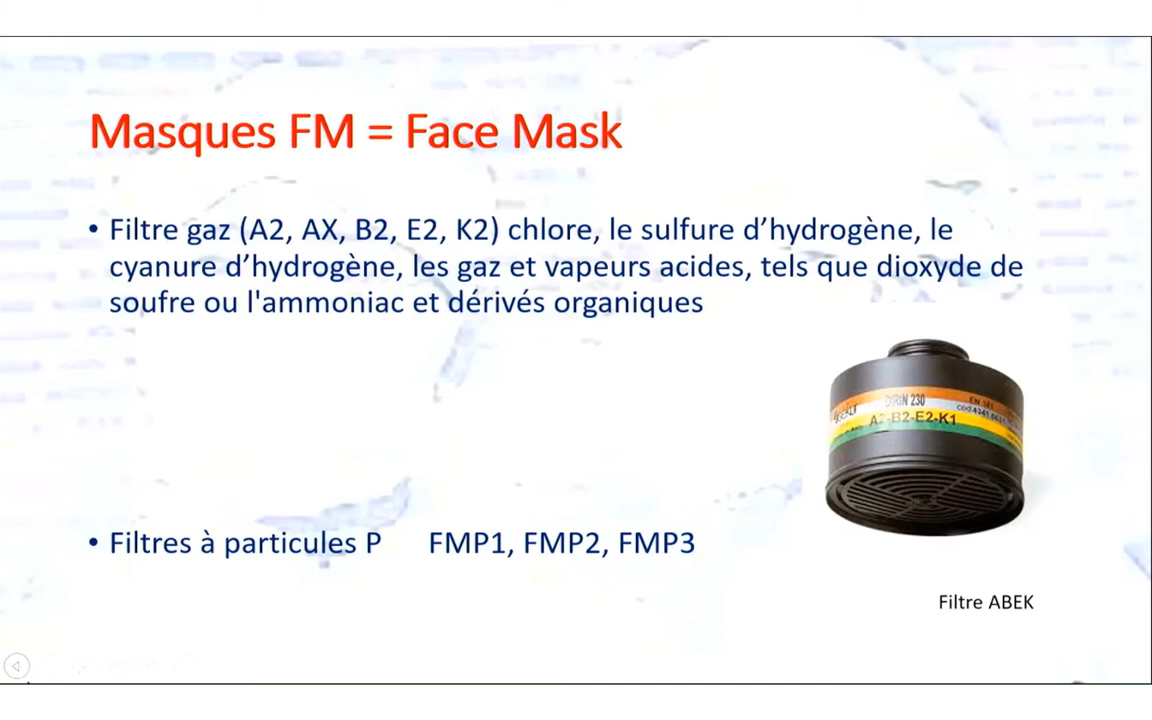 Masques FM = Face Mask
• Filtre gaz (A2, AX, B2, E2, K2) chlore, le sulfure d’hydrogène, le
cyanure d’hydrogène, les gaz et vapeurs acides, tels que dioxyde de
soufre ou l'ammoniac et dérivés organiques
DIRIN 230
EN 141
A2-B2-E2-K1
• Filtres à particules P FMP1, FMP2, FMP3
Filtre ABEK